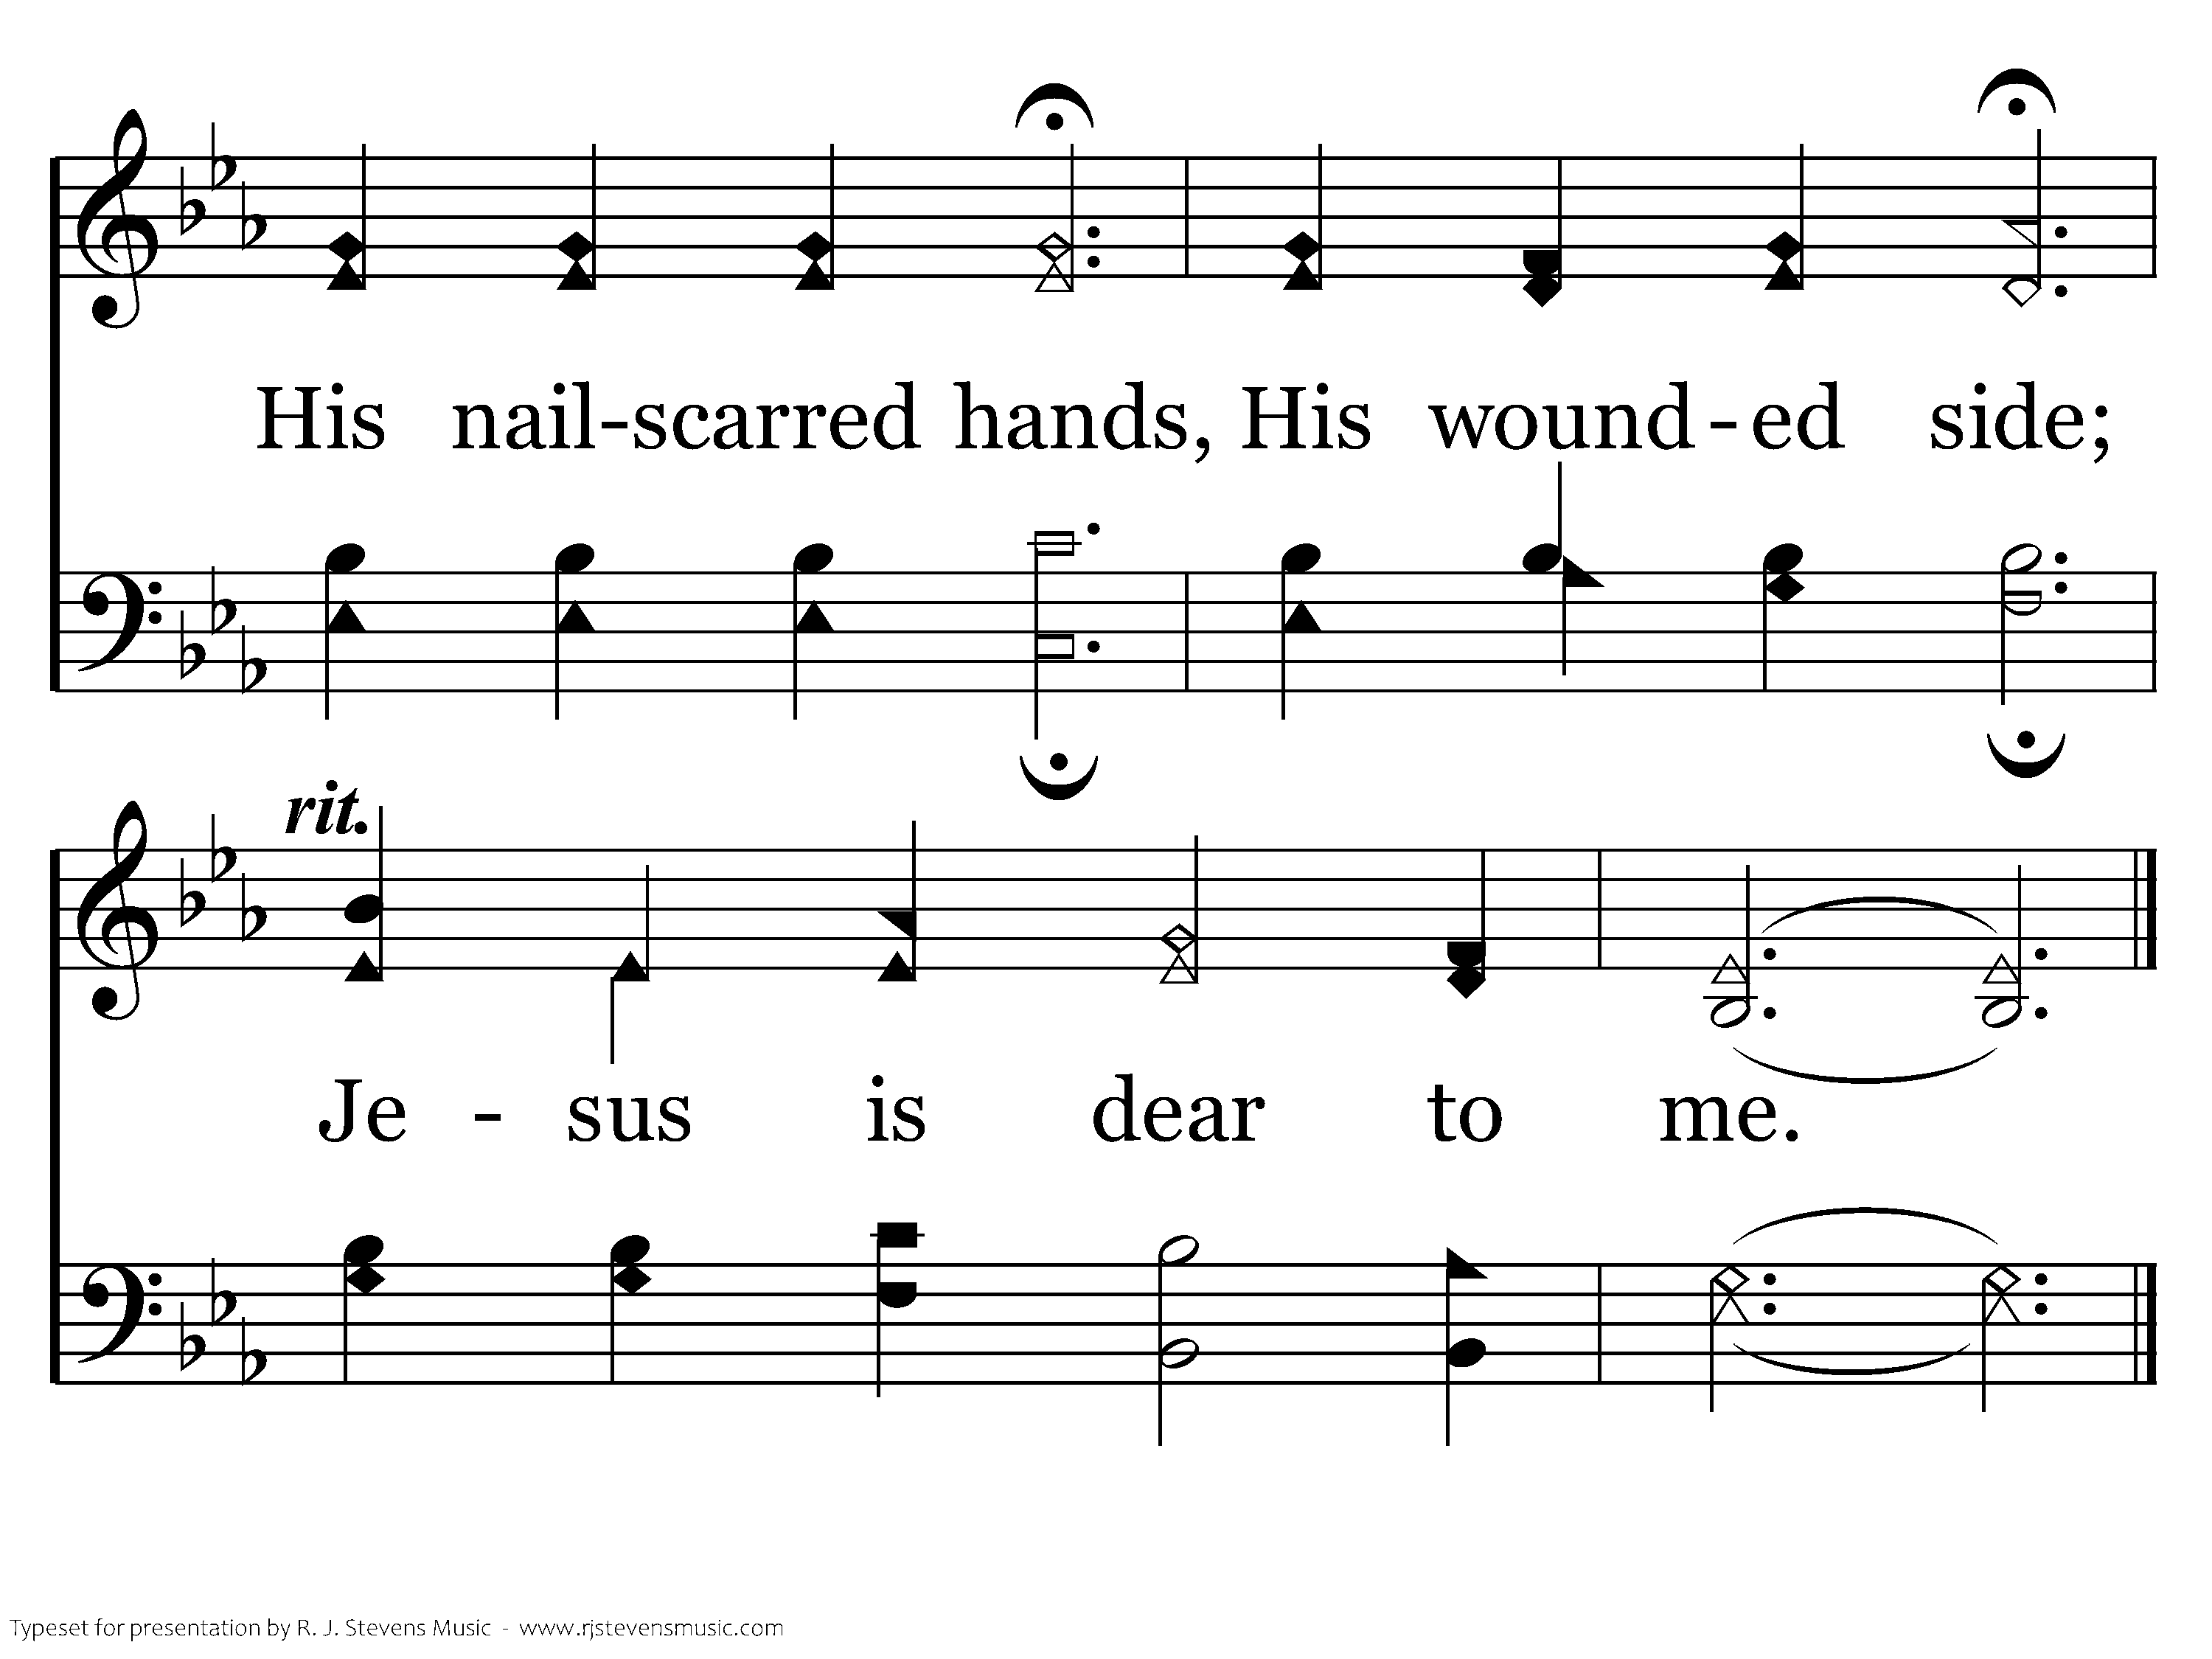 His nail-scarred hands, His wound-ed side;
rit.
Je - sus is dear to me.
Typeset for presentation by R. J. Stevens Music - www.rjstevensmusic.com